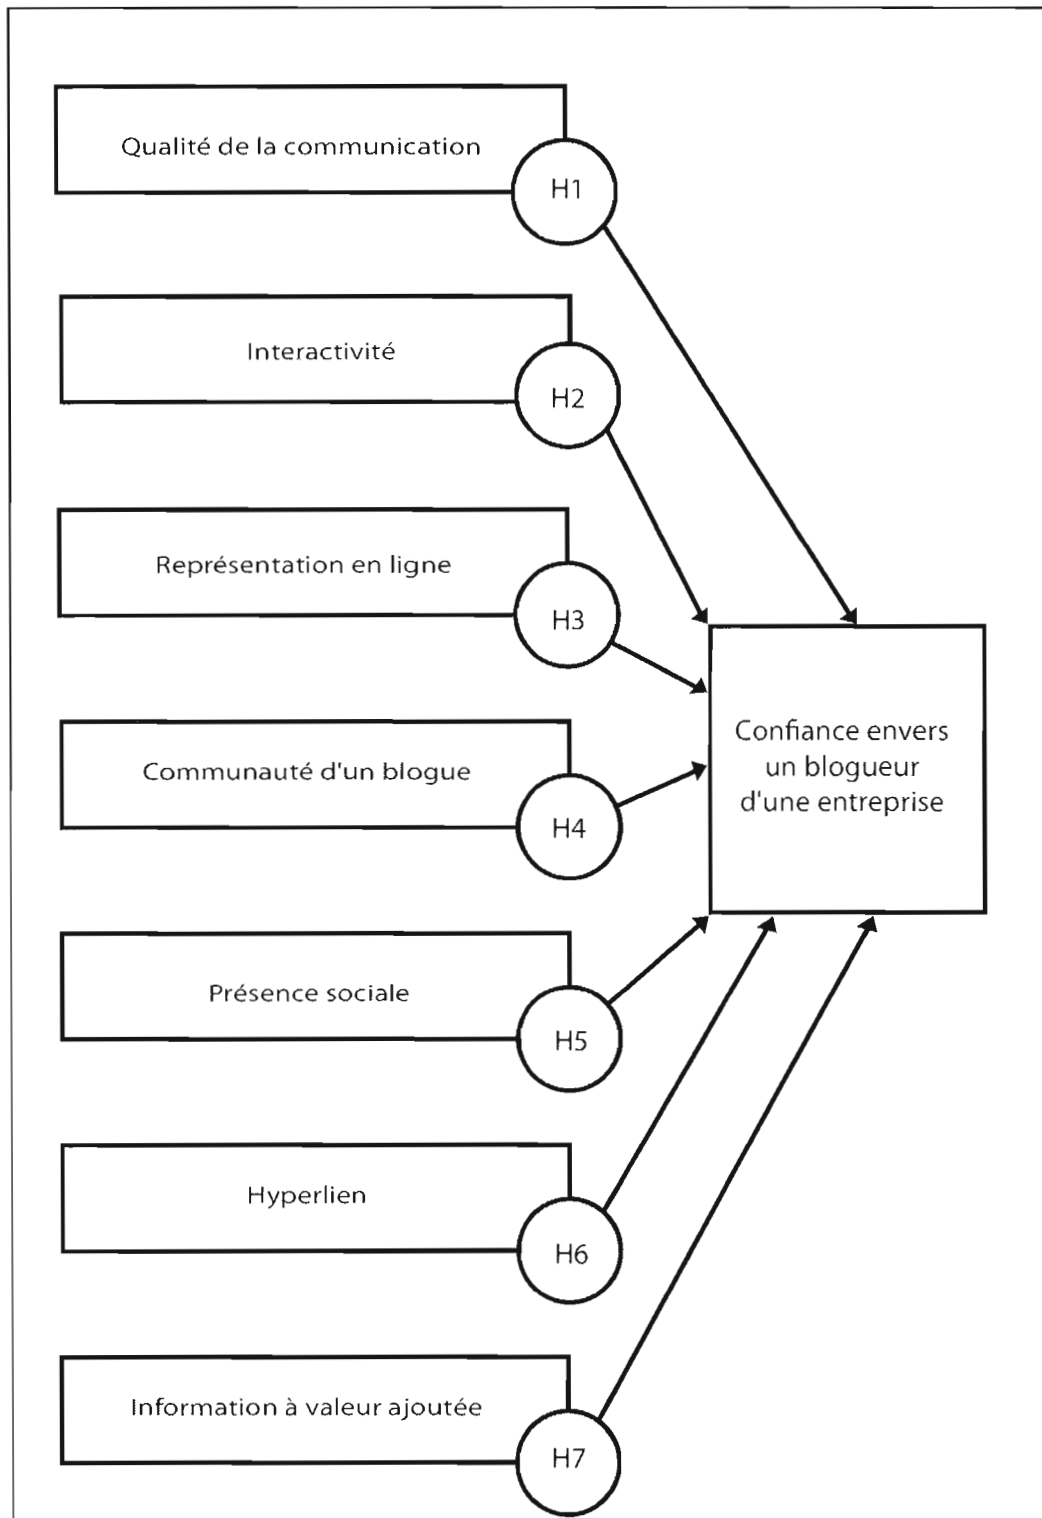 Qualité de la communication
H1
Interactivité
H2
Représentation en ligne
H3
Communauté d'un blogue
H4
Présence sociale
H5
Hyperlien
H6
Information à valeur ajoutée
H7
Confiance envers
un blogueur
d'une entreprise